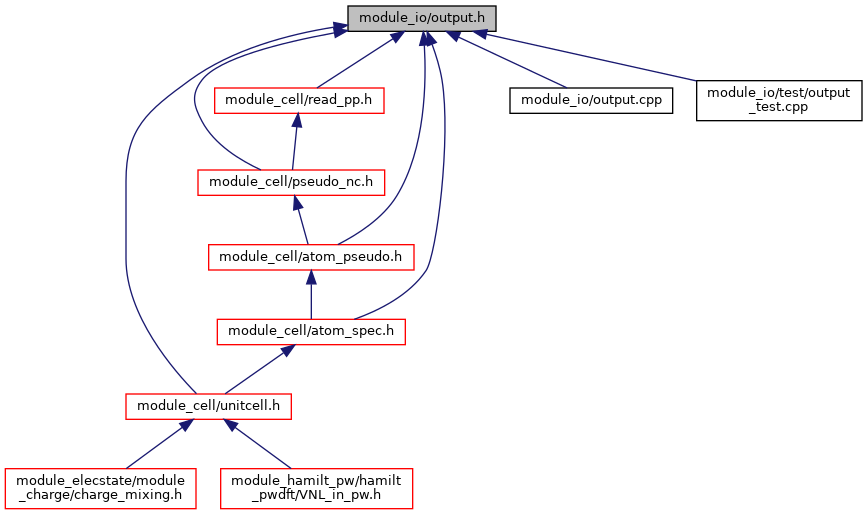 module_io/output.h
module_cell/read_pp.h
module_io/output.cpp
module_io/test/output
_test.cpp
module_cell/pseudo_nc.h
module_cell/atom_pseudo.h
module_cell/atom_spec.h
module_cell/unitcell.h
module_elecstate/module
_charge/charge_mixing.h
module_hamilt_pw/hamilt
_pwdft/VNL_in_pw.h